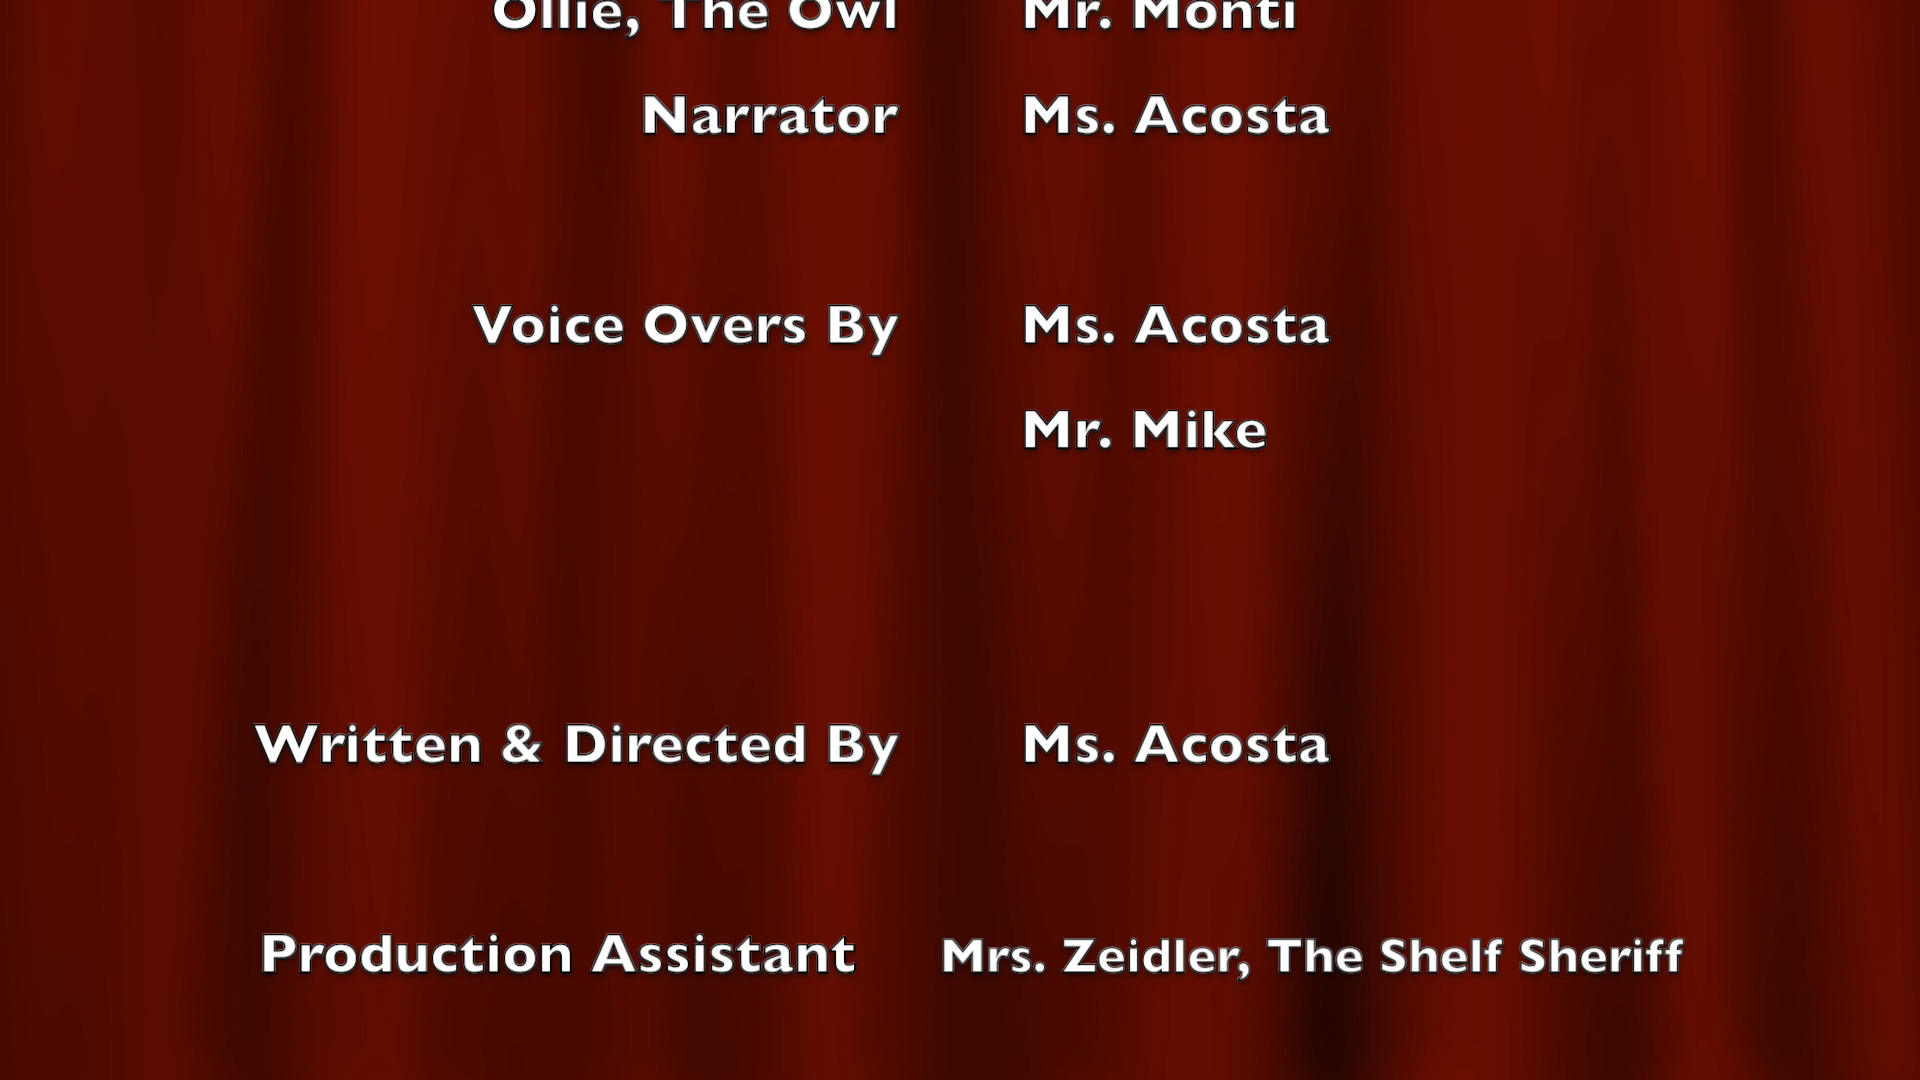 Ollie, The Owl Mr. Monti
Narrator Ms. Acosta
Voice Overs By Ms. Acosta
Mr. Mike
Written & Directed By Ms. Acosta
Production Assistant Mrs. Zeidler, The Shelf Sheriff